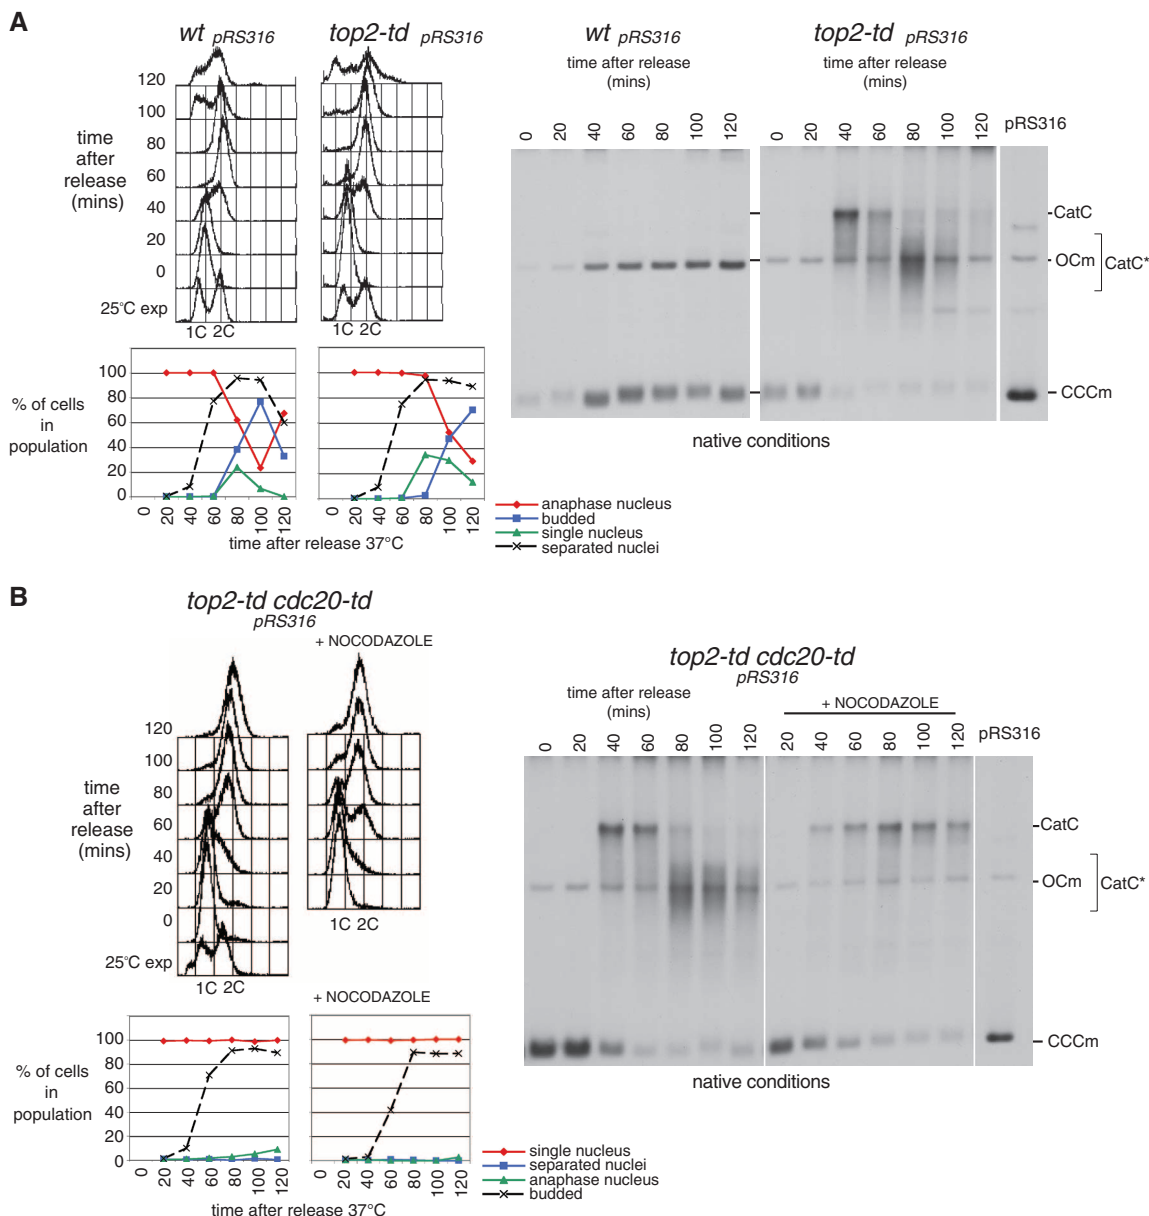 A
wt pRS316
top2-td pRS316
time
after
release
(mins)
120
100
80
60
40
20
0
25°C exp
1C 2C
1C 2C
% of cells
in
population
100
80
60
40
20
0
0 20 40 60 80 100 120
0 20 40 60 80 100 120
time after release 37°C
anaphase nucleus
budded
single nucleus
separated nuclei
wt pRS316
time after release
(mins)
0 20 40 60 80 100 120
top2-td pRS316
time after release
(mins)
0 20 40 60 80 100 120
pRS316
CatC
OCm
CatC*
CCCm
native conditions
B
top2-td cdc20-td
pRS316
+ NOCODAZOLE
time
after
release
(mins)
120
100
80
60
40
20
0
25°C exp
1C 2C
1C 2C
+ NOCODAZOLE
% of cells
in
population
100
80
60
40
20
0
0 20 40 60 80 100 120
0 20 40 60 80 100 120
time after release 37°C
single nucleus
separated nuclei
anaphase nucleus
budded
top2-td cdc20-td
pRS316
time after release
(mins)
+ NOCODAZOLE
0 20 40 60 80 100 120
20 40 60 80 100 120
pRS316
CatC
OCm
CatC*
CCCm
native conditions